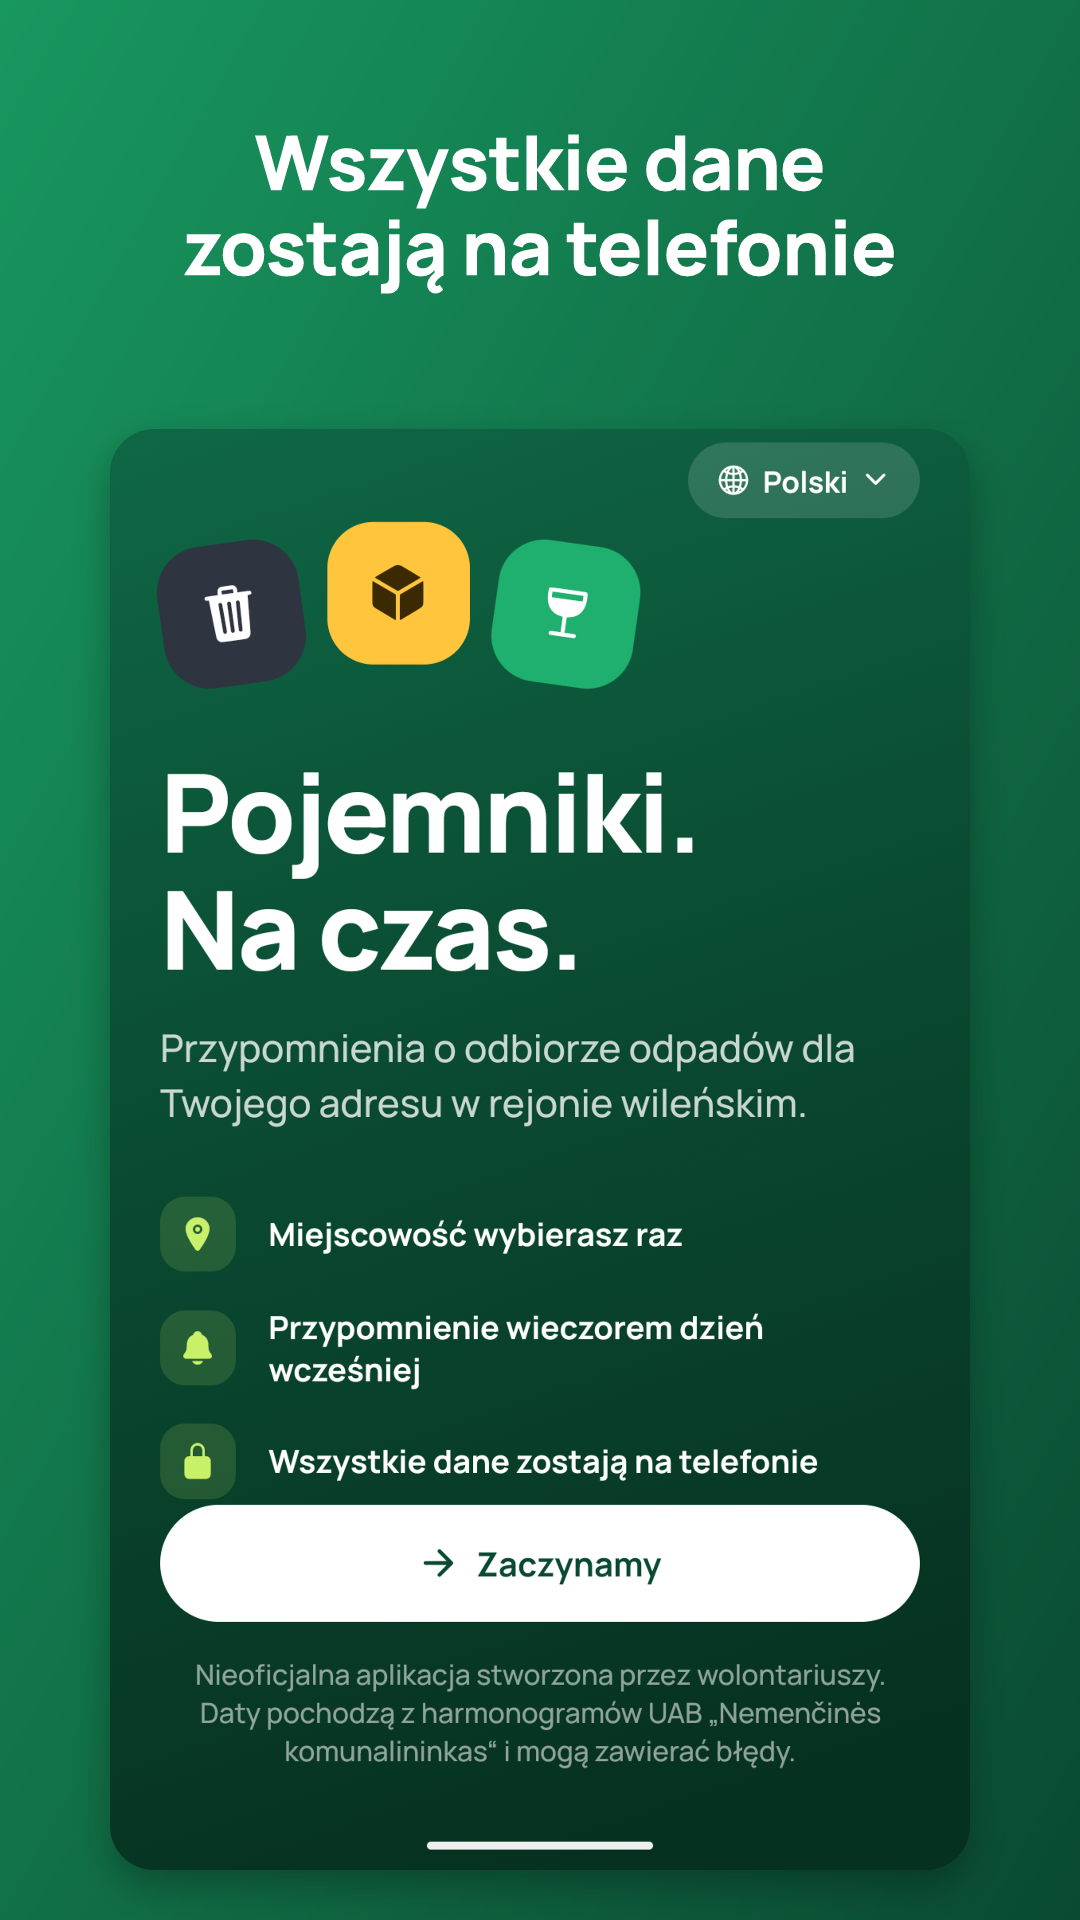 Wszystkie dane
zostają na telefonie
Polski
Pojemniki.
Na czas.
Przypomnienia o odbiorze odpadów dla
Twojego adresu w rejonie wileńskim.
Miejscowość wybierasz raz
Przypomnienie wieczorem dzień
wcześniej
Wszystkie dane zostają na telefonie
Zaczynamy
Nieoficjalna aplikacja stworzona przez wolontariuszy.
Daty pochodzą z harmonogramów UAB „Nemenčinės
komunalininkas“ i mogą zawierać błędy.